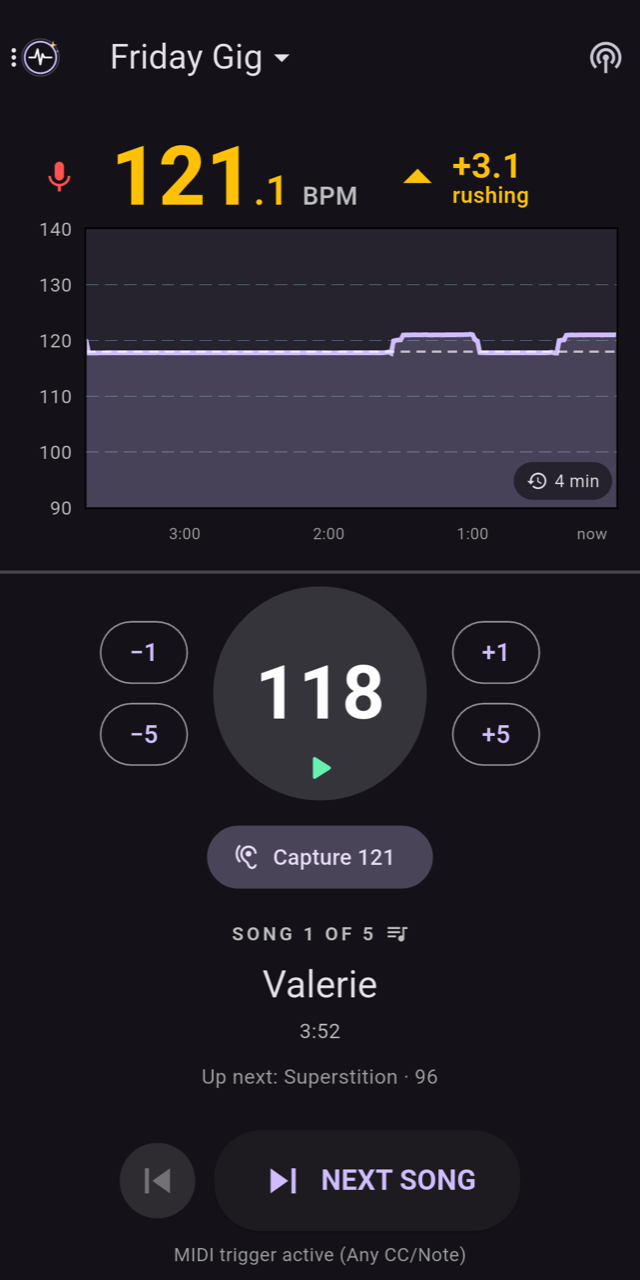 Friday Gig
121.1 BPM
+3.1
rushing
140
130
120
110
100
90
4 min
3:00 2:00 1:00 now
−1
+1
118
−5
+5
Capture 121
SONG 1 OF 5
Valerie
3:52
Up next: Superstition · 96
NEXT SONG
MIDI trigger active (Any CC/Note)